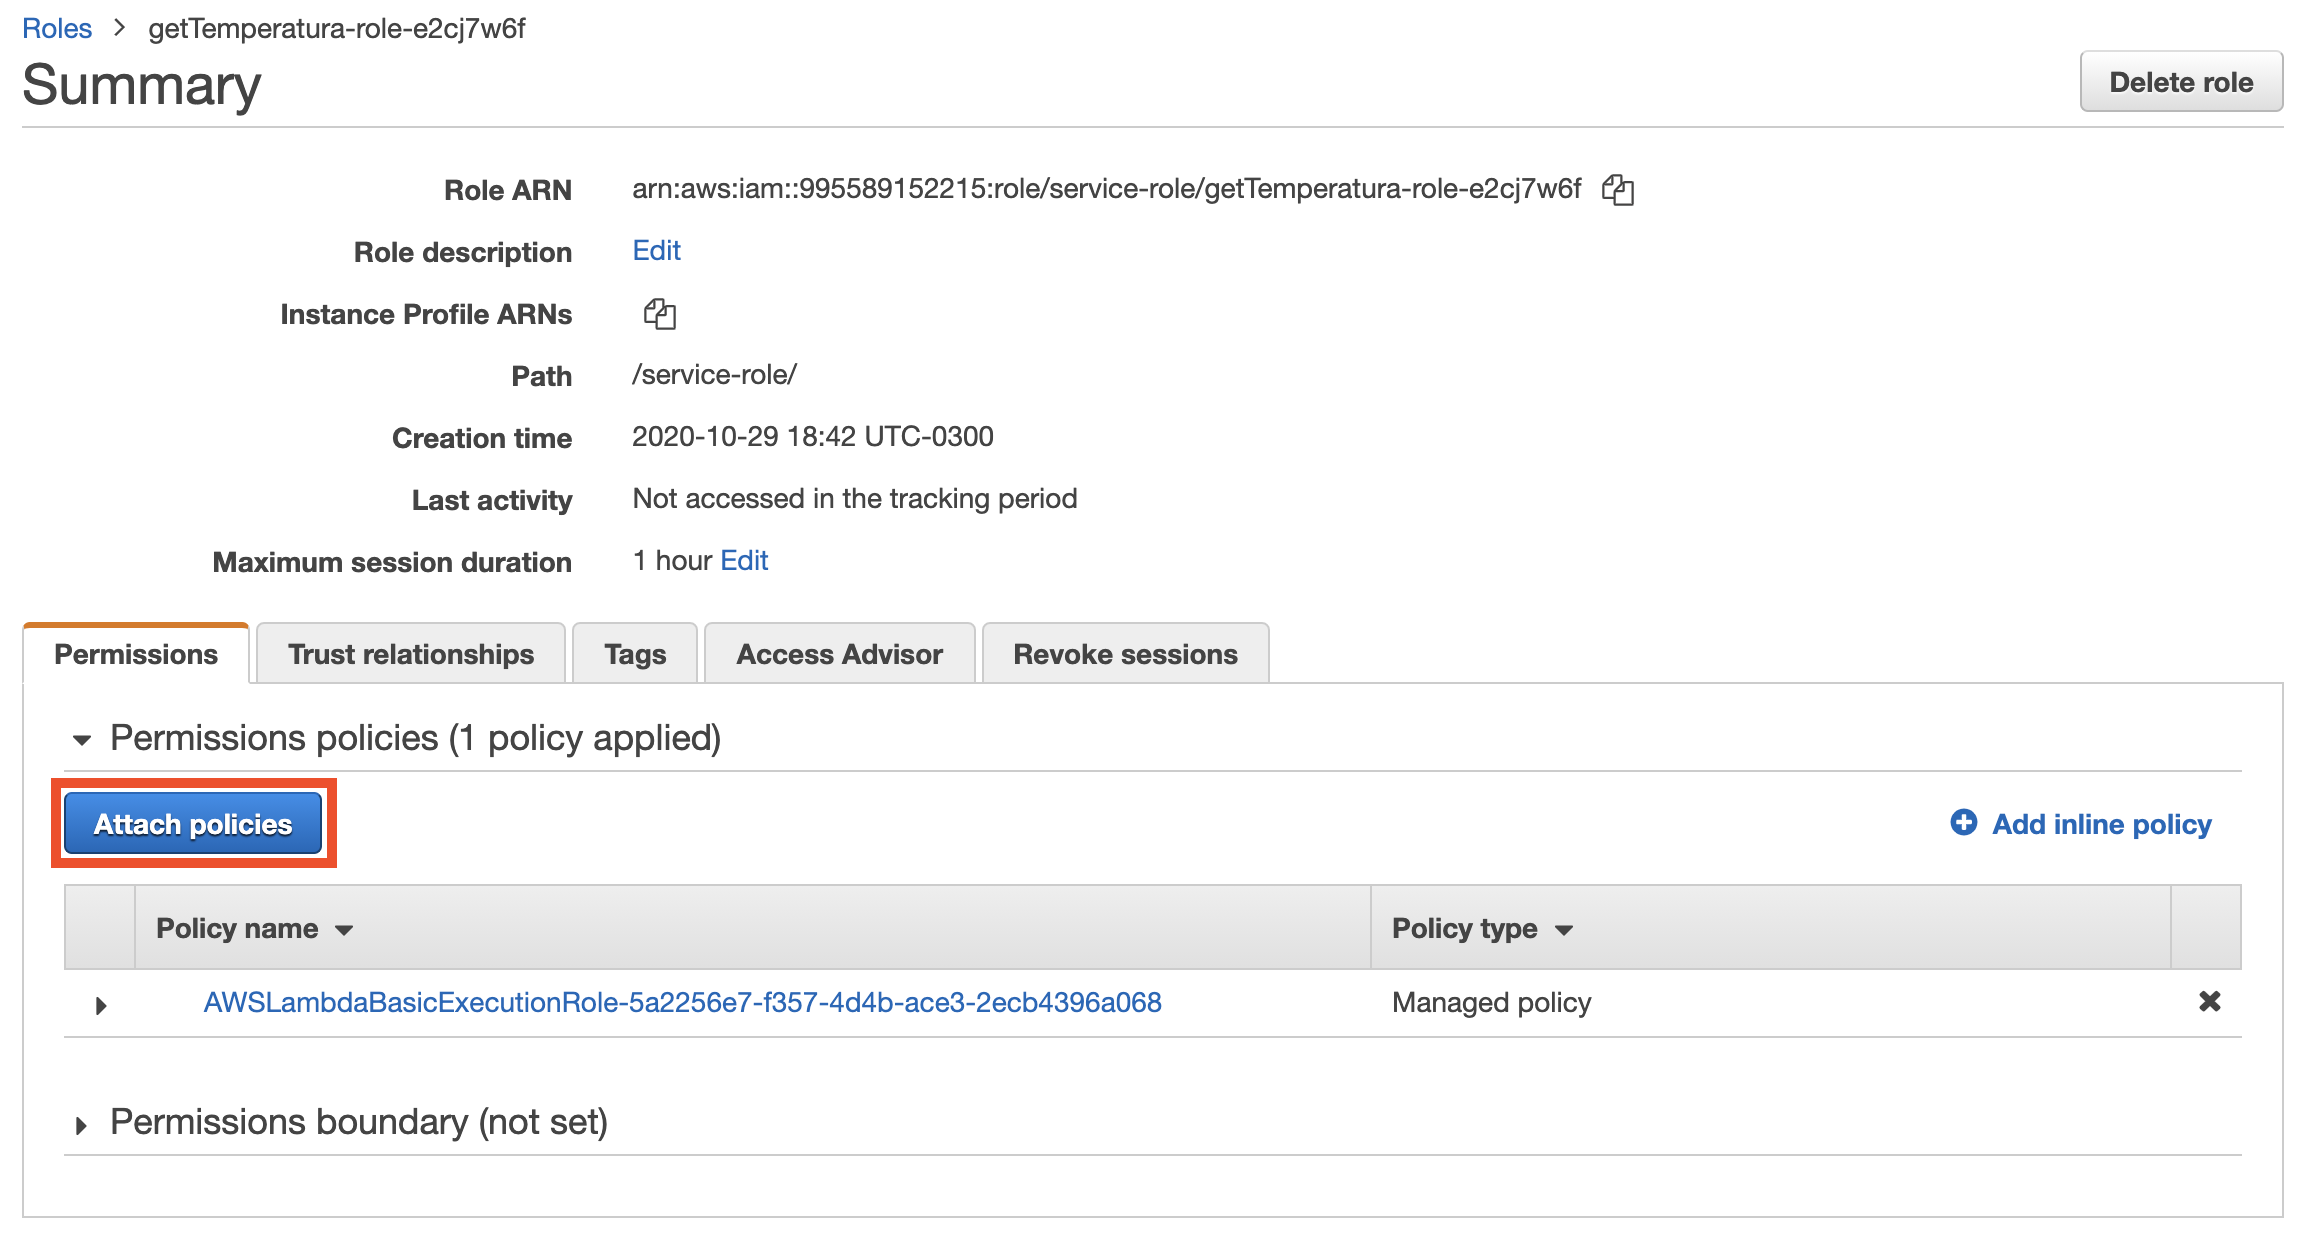 Roles > getTemperatura-role-e2cj7w6f
Summary
Delete role
Role ARN arn:aws:iam::995589152215:role/service-role/getTemperatura-role-e2cj7w6f
Role description Edit
Instance Profile ARNs
Path /service-role/
Creation time 2020-10-29 18:42 UTC-0300
Last activity Not accessed in the tracking period
Maximum session duration 1 hour Edit
Permissions Trust relationships Tags Access Advisor Revoke sessions
Permissions policies (1 policy applied)
Attach policies Add inline policy
Policy name Policy type
AWSLambdaBasicExecutionRole-5a2256e7-f357-4d4b-ace3-2ecb4396a068 Managed policy
Permissions boundary (not set)